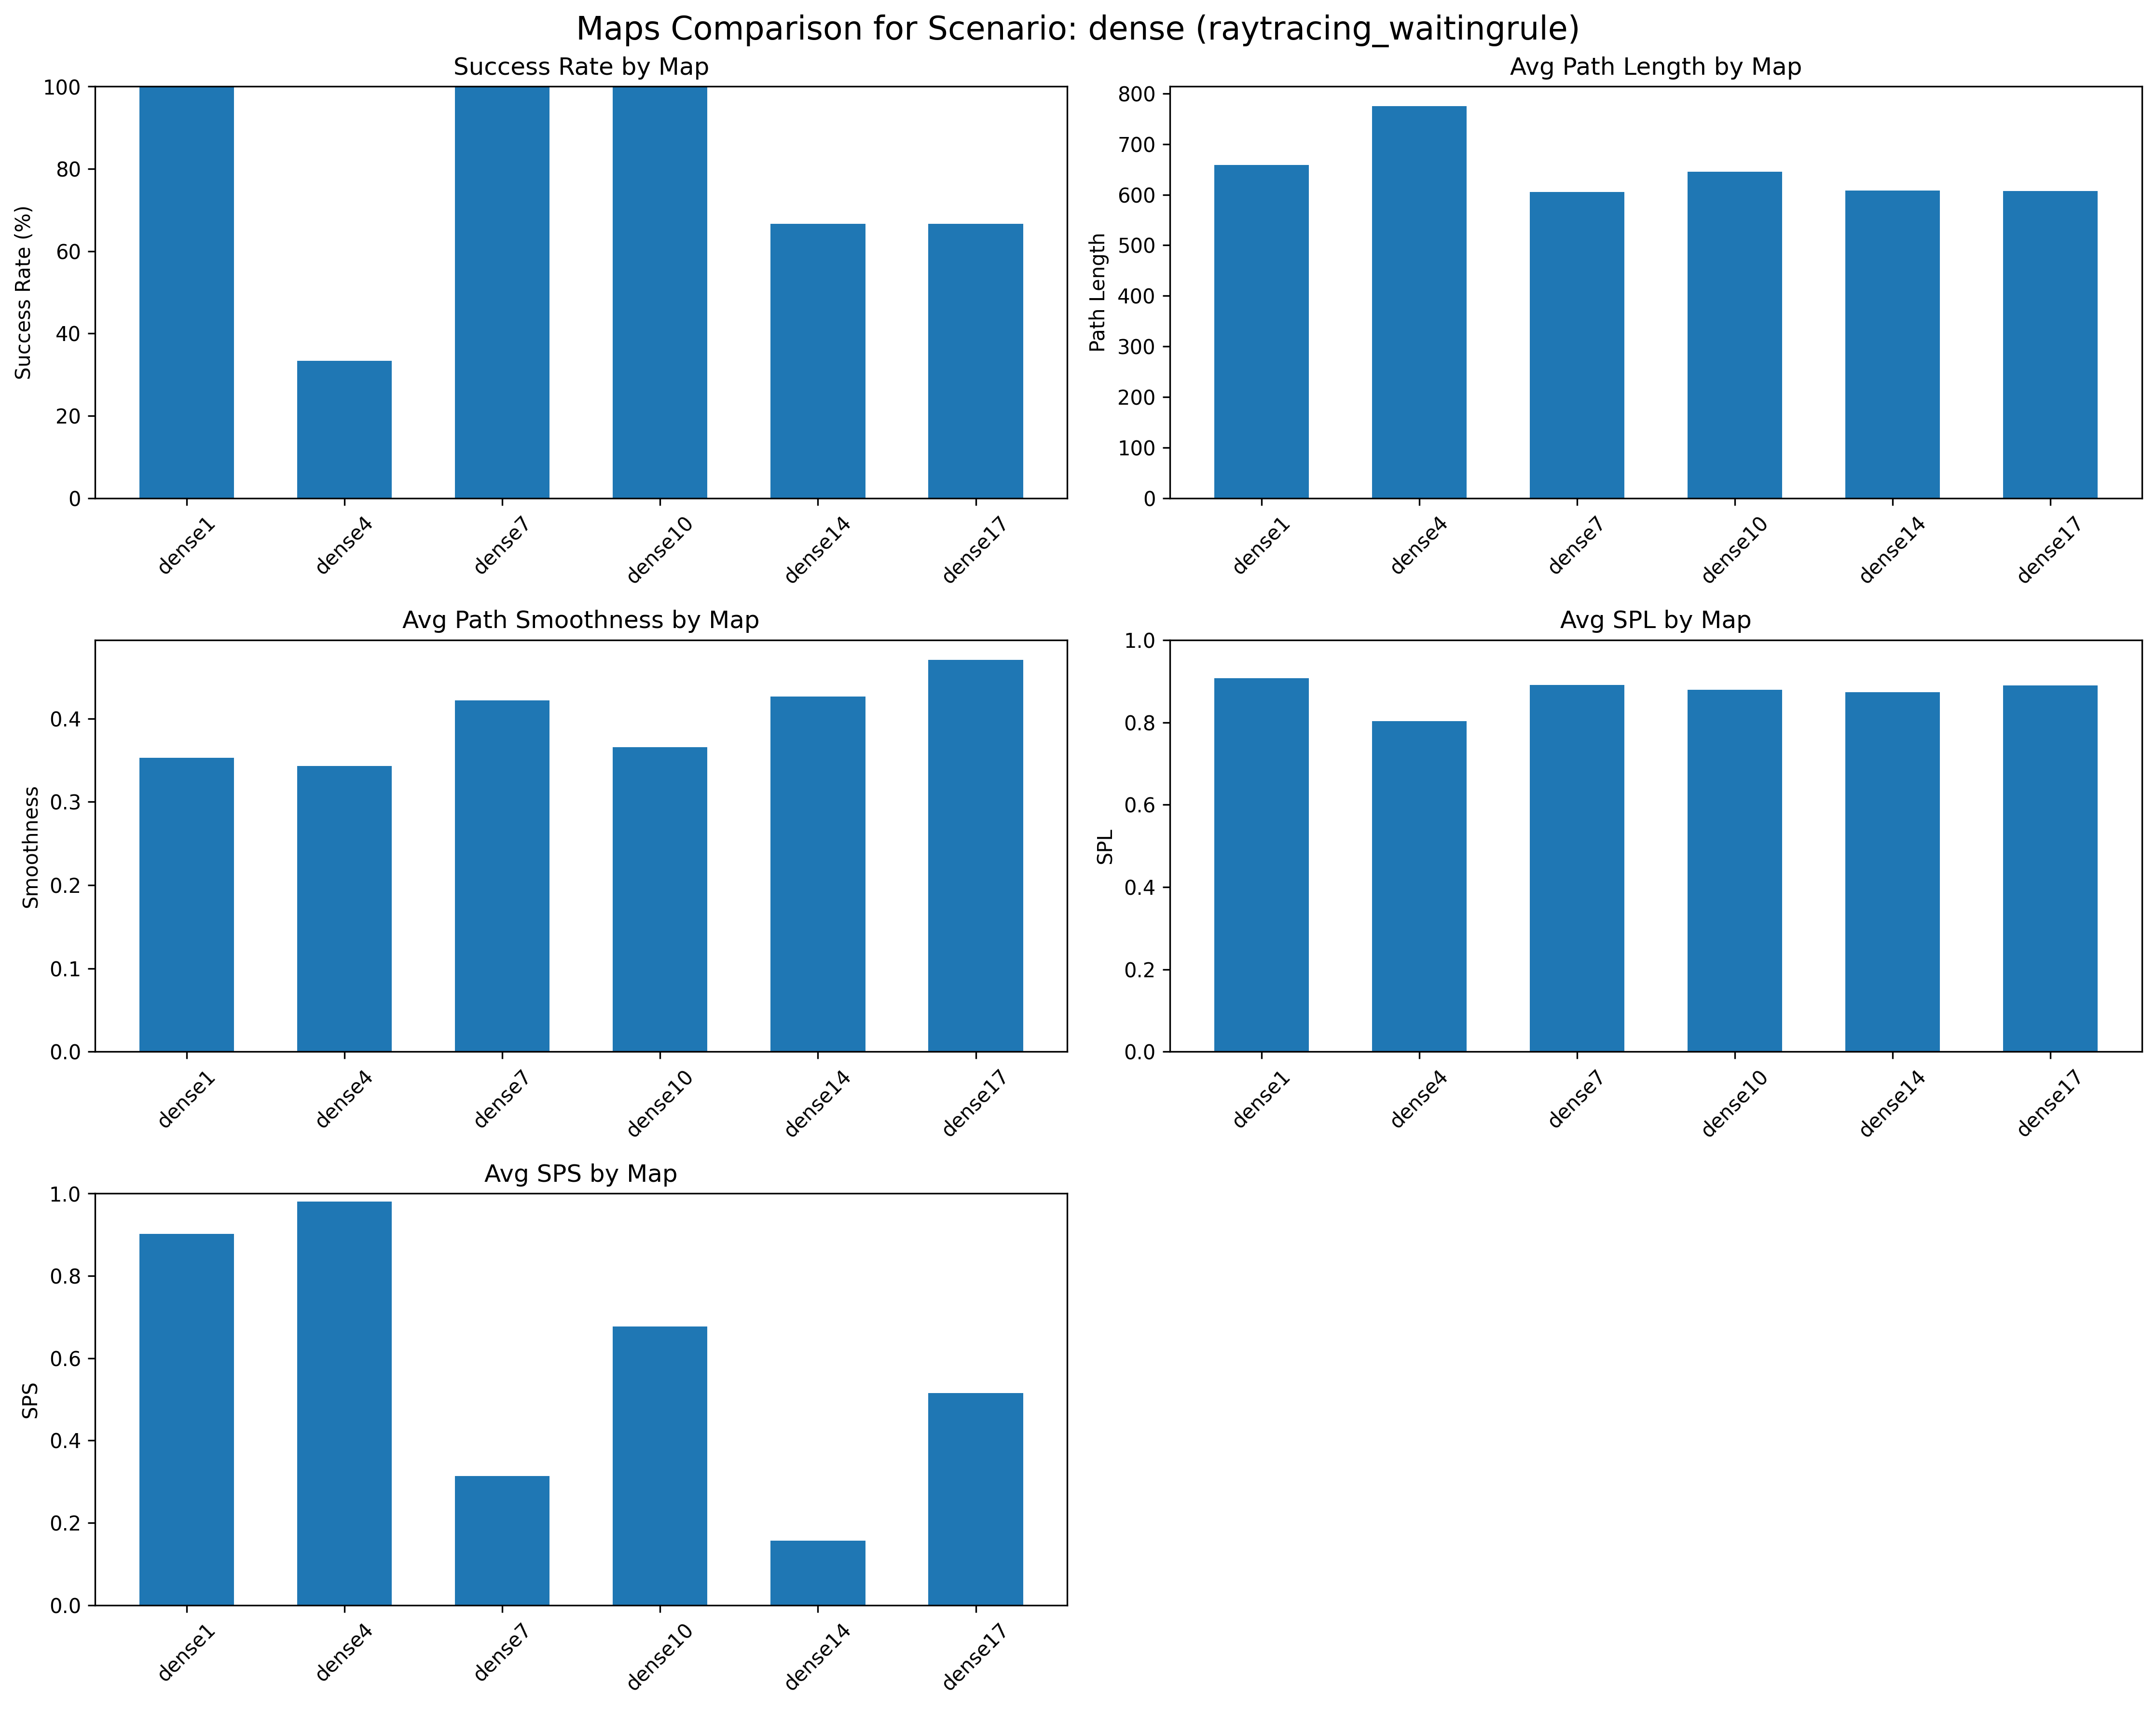 Maps Comparison for Scenario: dense (raytracing_waitingrule)
Success Rate by Map
Success Rate (%)
100
80
60
40
20
0
dense1
dense4
dense7
dense10
dense14
dense17
Avg Path Length by Map
Path Length
800
700
600
500
400
300
200
100
0
dense1
dense4
dense7
dense10
dense14
dense17
Avg Path Smoothness by Map
Smoothness
0.4
0.3
0.2
0.1
0.0
dense1
dense4
dense7
dense10
dense14
dense17
Avg SPL by Map
SPL
1.0
0.8
0.6
0.4
0.2
0.0
dense1
dense4
dense7
dense10
dense14
dense17
Avg SPS by Map
SPS
1.0
0.8
0.6
0.4
0.2
0.0
dense1
dense4
dense7
dense10
dense14
dense17